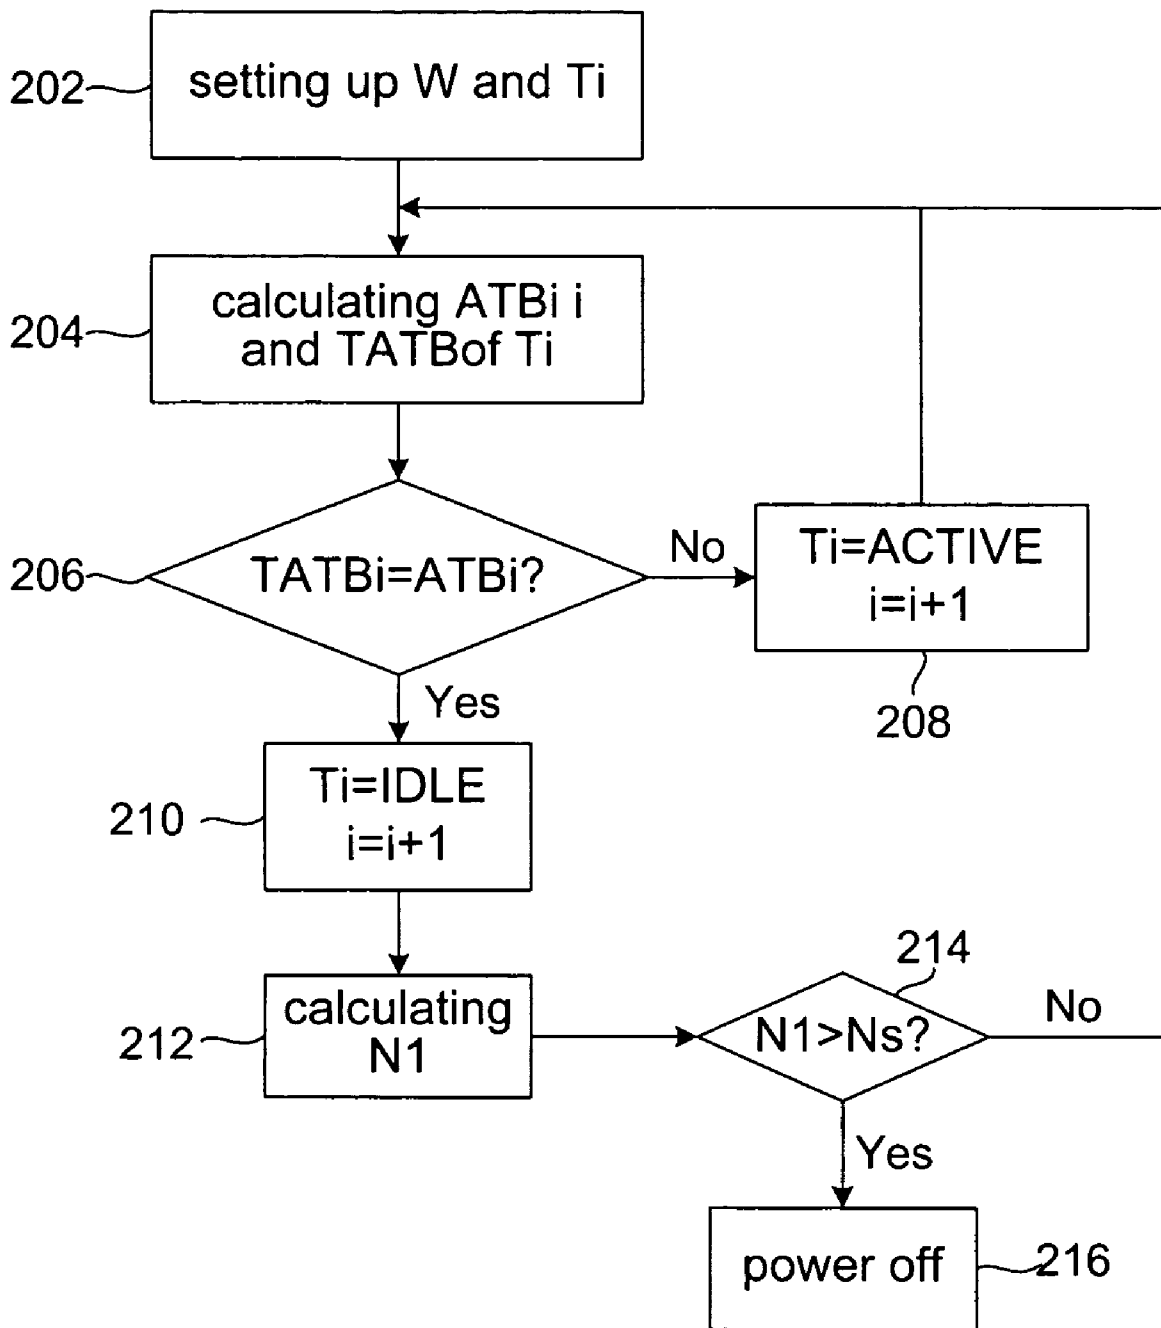 202
setting up W and Ti
204
calculating ATBi i
and TATBof Ti
206
TATBi=ATBi?
No
Ti=ACTIVE
i=i+1
208
Yes
210
Ti=IDLE
i=i+1
212
calculating
N1
214
N1>Ns?
No
Yes
power off
216